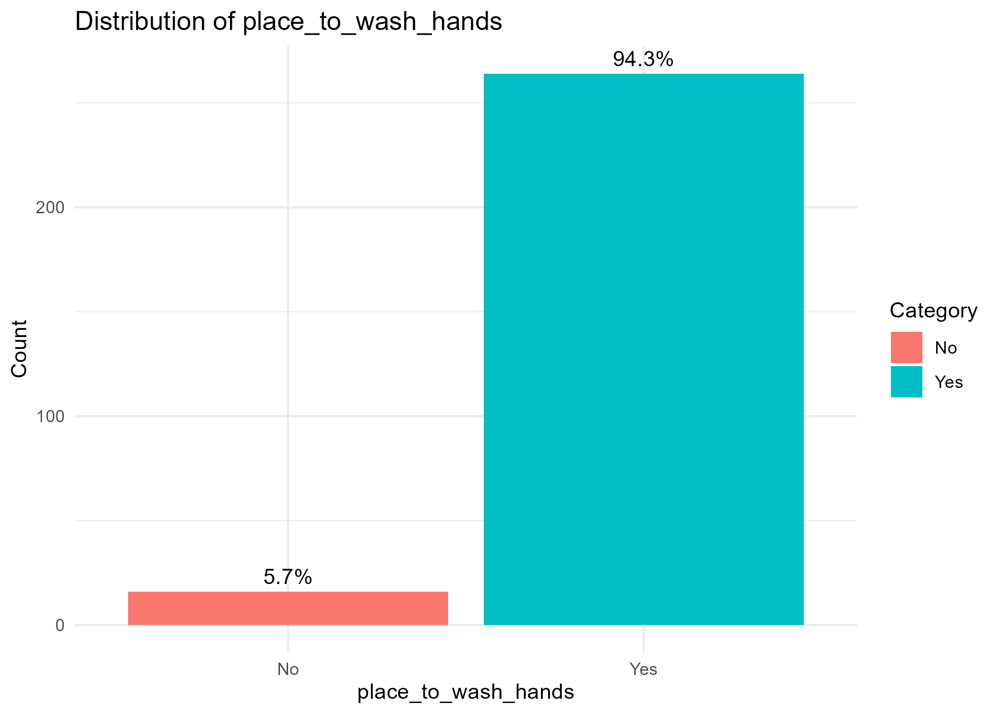 Distribution of place_to_wash_hands
94.3%
200
Category
No
Yes
Count
100
5.7%
0
No
Yes
place_to_wash_hands